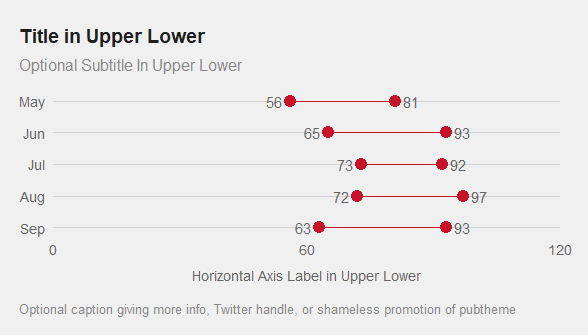 Title in Upper Lower
Optional Subtitle In Upper Lower
May 56 81
Jun 65 93
Jul 73 92
Aug 72 97
Sep 63 93
0 60 120
Horizontal Axis Label in Upper Lower
Optional caption giving more info, Twitter handle, or shameless promotion of pubtheme